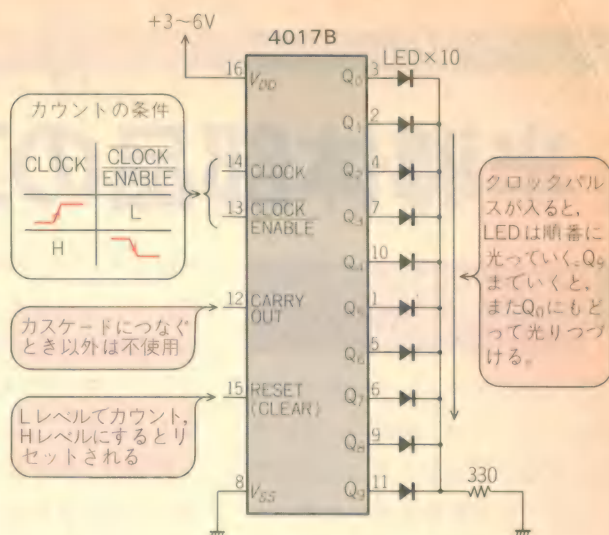 +3~6V
4017B
LED×10
16
V_DD
Q0
3
Q1
2
カウントの条件
CLOCK
CLOCK
ENABLE
L
H
14
CLOCK
Q2
4
13
CLOCK
ENABLE
Q3
7
Q4
10
12
CARRY
OUT
Q5
1
カスケードにつなぐ
とき以外は不使用
Q6
5
15
RESET
(CLEAR)
Q7
6
Lレベルでカウント,
Hレベルにするとリ
セットされる
Q8
9
8
V_SS
Q9
11
330
クロックパル
スが入ると,
LEDは順番に
光っていく。Q9
までいくと,
またQ0にもど
って光りつづ
ける。